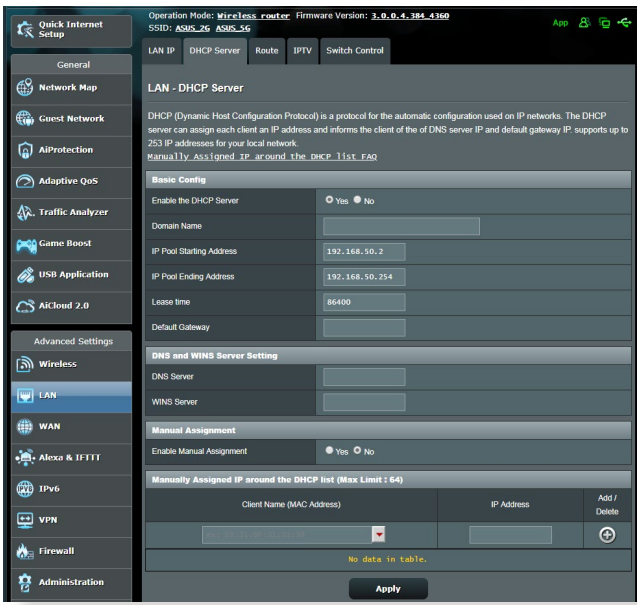 Quick Internet
Setup
General
Network Map
Guest Network
AiProtection
Adaptive QoS
Traffic Analyzer
Game Boost
USB Application
AiCloud 2.0
Advanced Settings
Wireless
LAN
WAN
Alexa & IFTTT
IPv6
VPN
Firewall
Administration
Operation Mode: Wireless router Firmware Version: 3.0.0.4.384_4360
SSID: ASUS_2G ASUS_5G
App
LAN IP DHCP Server Route IPTV Switch Control
LAN - DHCP Server
DHCP (Dynamic Host Configuration Protocol) is a protocol for the automatic configuration used on IP networks. The DHCP
server can assign each client an IP address and informs the client of the of DNS server IP and default gateway IP. supports up to
253 IP addresses for your local network.
Manually Assigned IP around the DHCP list FAQ
Basic Config
Enable the DHCP Server Yes No
Domain Name
IP Pool Starting Address 192.168.50.2
IP Pool Ending Address 192.168.50.254
Lease time 86400
Default Gateway
DNS and WINS Server Setting
DNS Server
WINS Server
Manual Assignment
Enable Manual Assignment Yes No
Manually Assigned IP around the DHCP list (Max Limit : 64)
Client Name (MAC Address) IP Address Add /
Delete
No data in table.
Apply